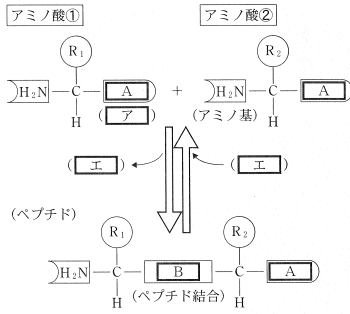 アミノ酸① アミノ酸②
R₁ R₂
H₂N C A + H₂N C A
H (ア) (アミノ基) H
(エ) (エ)
(ペプチド)
R₁ R₂
H₂N C B C A
H (ペプチド結合) H